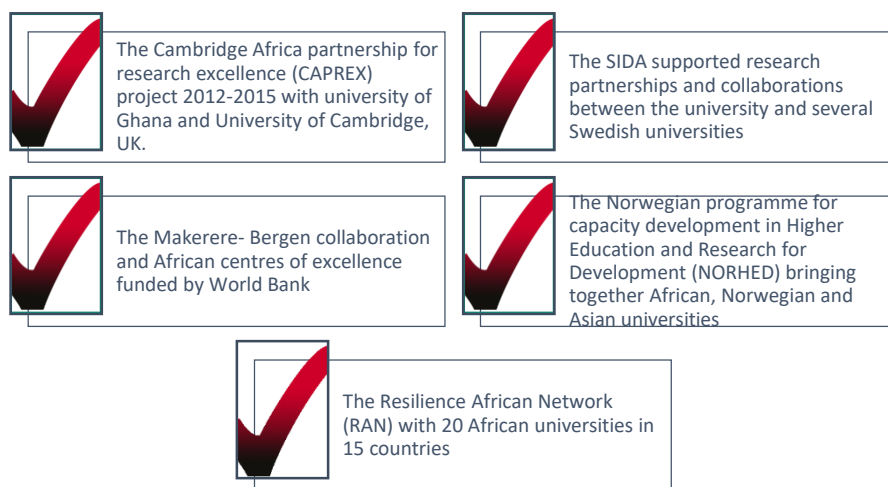 The Cambridge Africa partnership for
research excellence (CAPREX)
project 2012-2015 with university of
Ghana and University of Cambridge,
UK.
The SIDA supported research
partnerships and collaborations
between the university and several
Swedish universities
The Makerere- Bergen collaboration
and African centres of excellence
funded by World Bank
The Norwegian programme for
capacity development in Higher
Education and Research for
Development (NORHED) bringing
together African, Norwegian and
Asian universities
The Resilience African Network
(RAN) with 20 African universities in
15 countries